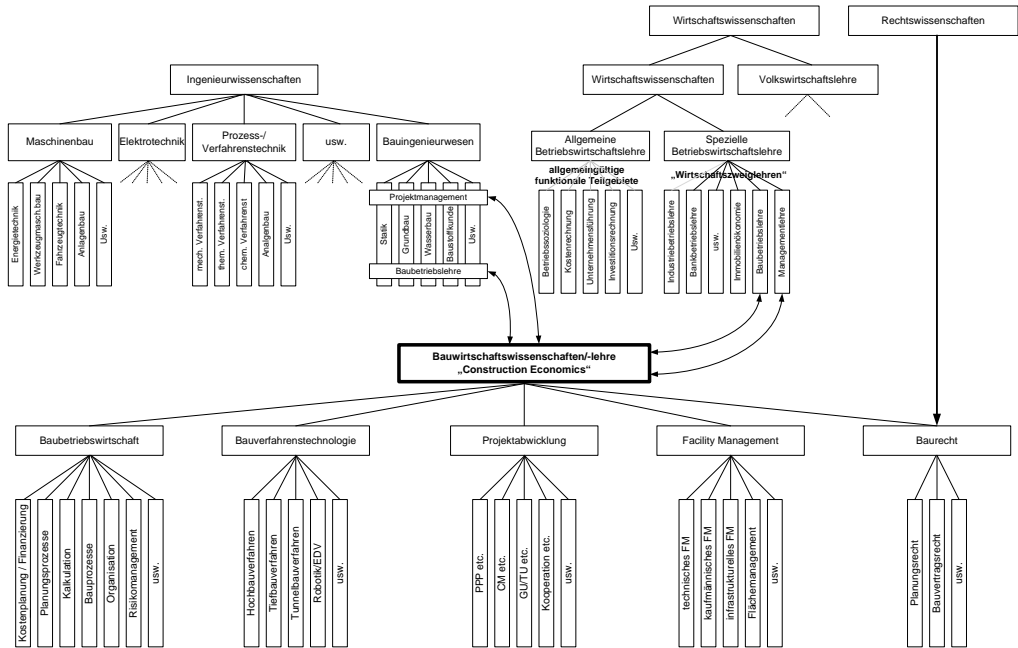 Wirtschaftswissenschaften
Rechtswissenschaften
Ingenieurwissenschaften
Wirtschaftswissenschaften
Volkswirtschaftslehre
Maschinenbau
Elektrotechnik
Prozess-/
Verfahrenstechnik
usw.
Bauingenieurwesen
Allgemeine
Betriebswirtschaftslehre
Spezielle
Betriebswirtschaftslehre
allgemeingültige
funktionale Teilgebiete
„Wirtschaftszweiglehren“
Energietechnik
Werkzeugmasch.bau
Fahrzeugtechnik
Anlagenbau
Usw.
mech. Verfahrenst.
them. Verfahrenst.
chem. Verfahrenst
Analgenbau
Usw.
Projektmanagement
Statik
Grundbau
Wasserbau
Baustoffkunde
Usw.
Baubetriebslehre
Betriebssoziologie
Kostenrechnung
Unternehmensführung
Investitionsrechnung
Usw.
Industriebetriebslehre
Bankbetriebslehre
usw.
Immobilienökonomie
Baubetriebslehre
Managementlehre
Bauwirtschaftswissenschaften/-lehre
„Construction Economics“
Baubetriebswirtschaft
Bauverfahrenstechnologie
Projektabwicklung
Facility Management
Baurecht
Kostenplanung / Finanzierung
Planungsprozesse
Kalkulation
Bauprozesse
Organisation
Risikomanagement
usw.
Hochbauverfahren
Tiefbauverfahren
Tunnelbauverfahren
Robotik/EDV
usw.
PPP etc.
CM etc.
GU/TU etc.
Kooperation etc.
usw.
technisches FM
kaufmännisches FM
infrastrukturelles FM
Flächemanagement
usw.
Planungsrecht
Bauvertragsrecht
usw.